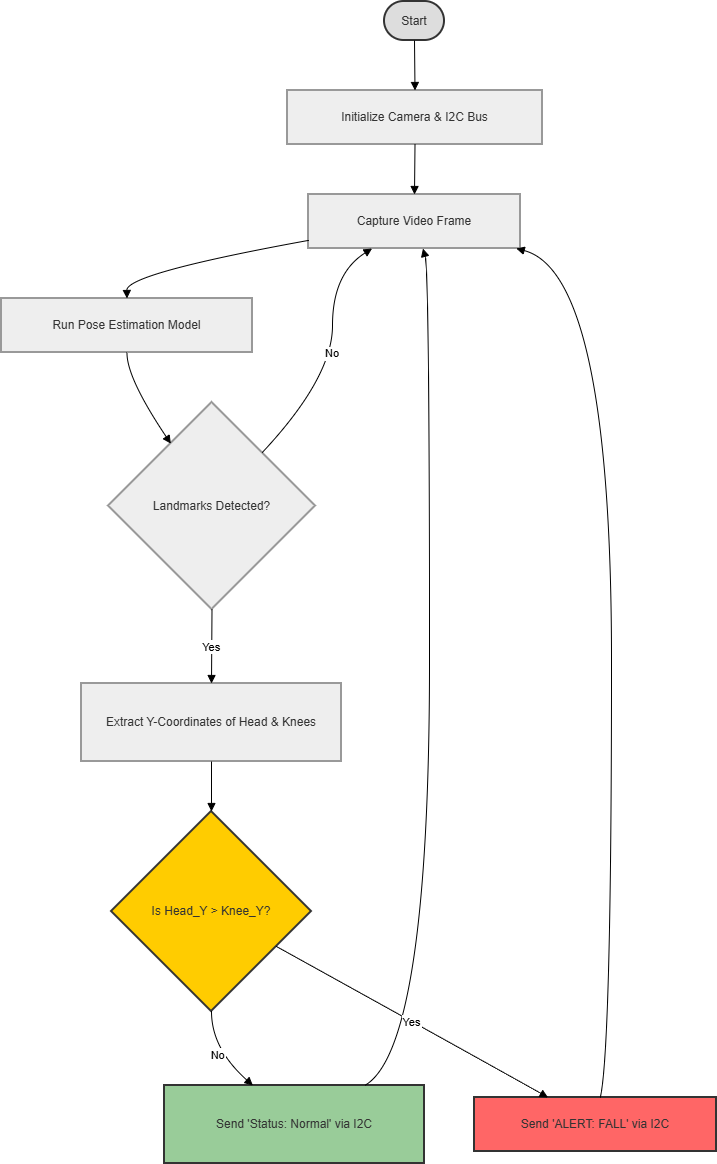 Start
Initialize Camera & I2C Bus
Capture Video Frame
Run Pose Estimation Model
No
Landmarks Detected?
Yes
Extract Y-Coordinates of Head & Knees
Is Head_Y > Knee_Y?
Yes
No
Send 'Status: Normal' via I2C
Send 'ALERT: FALL' via I2C